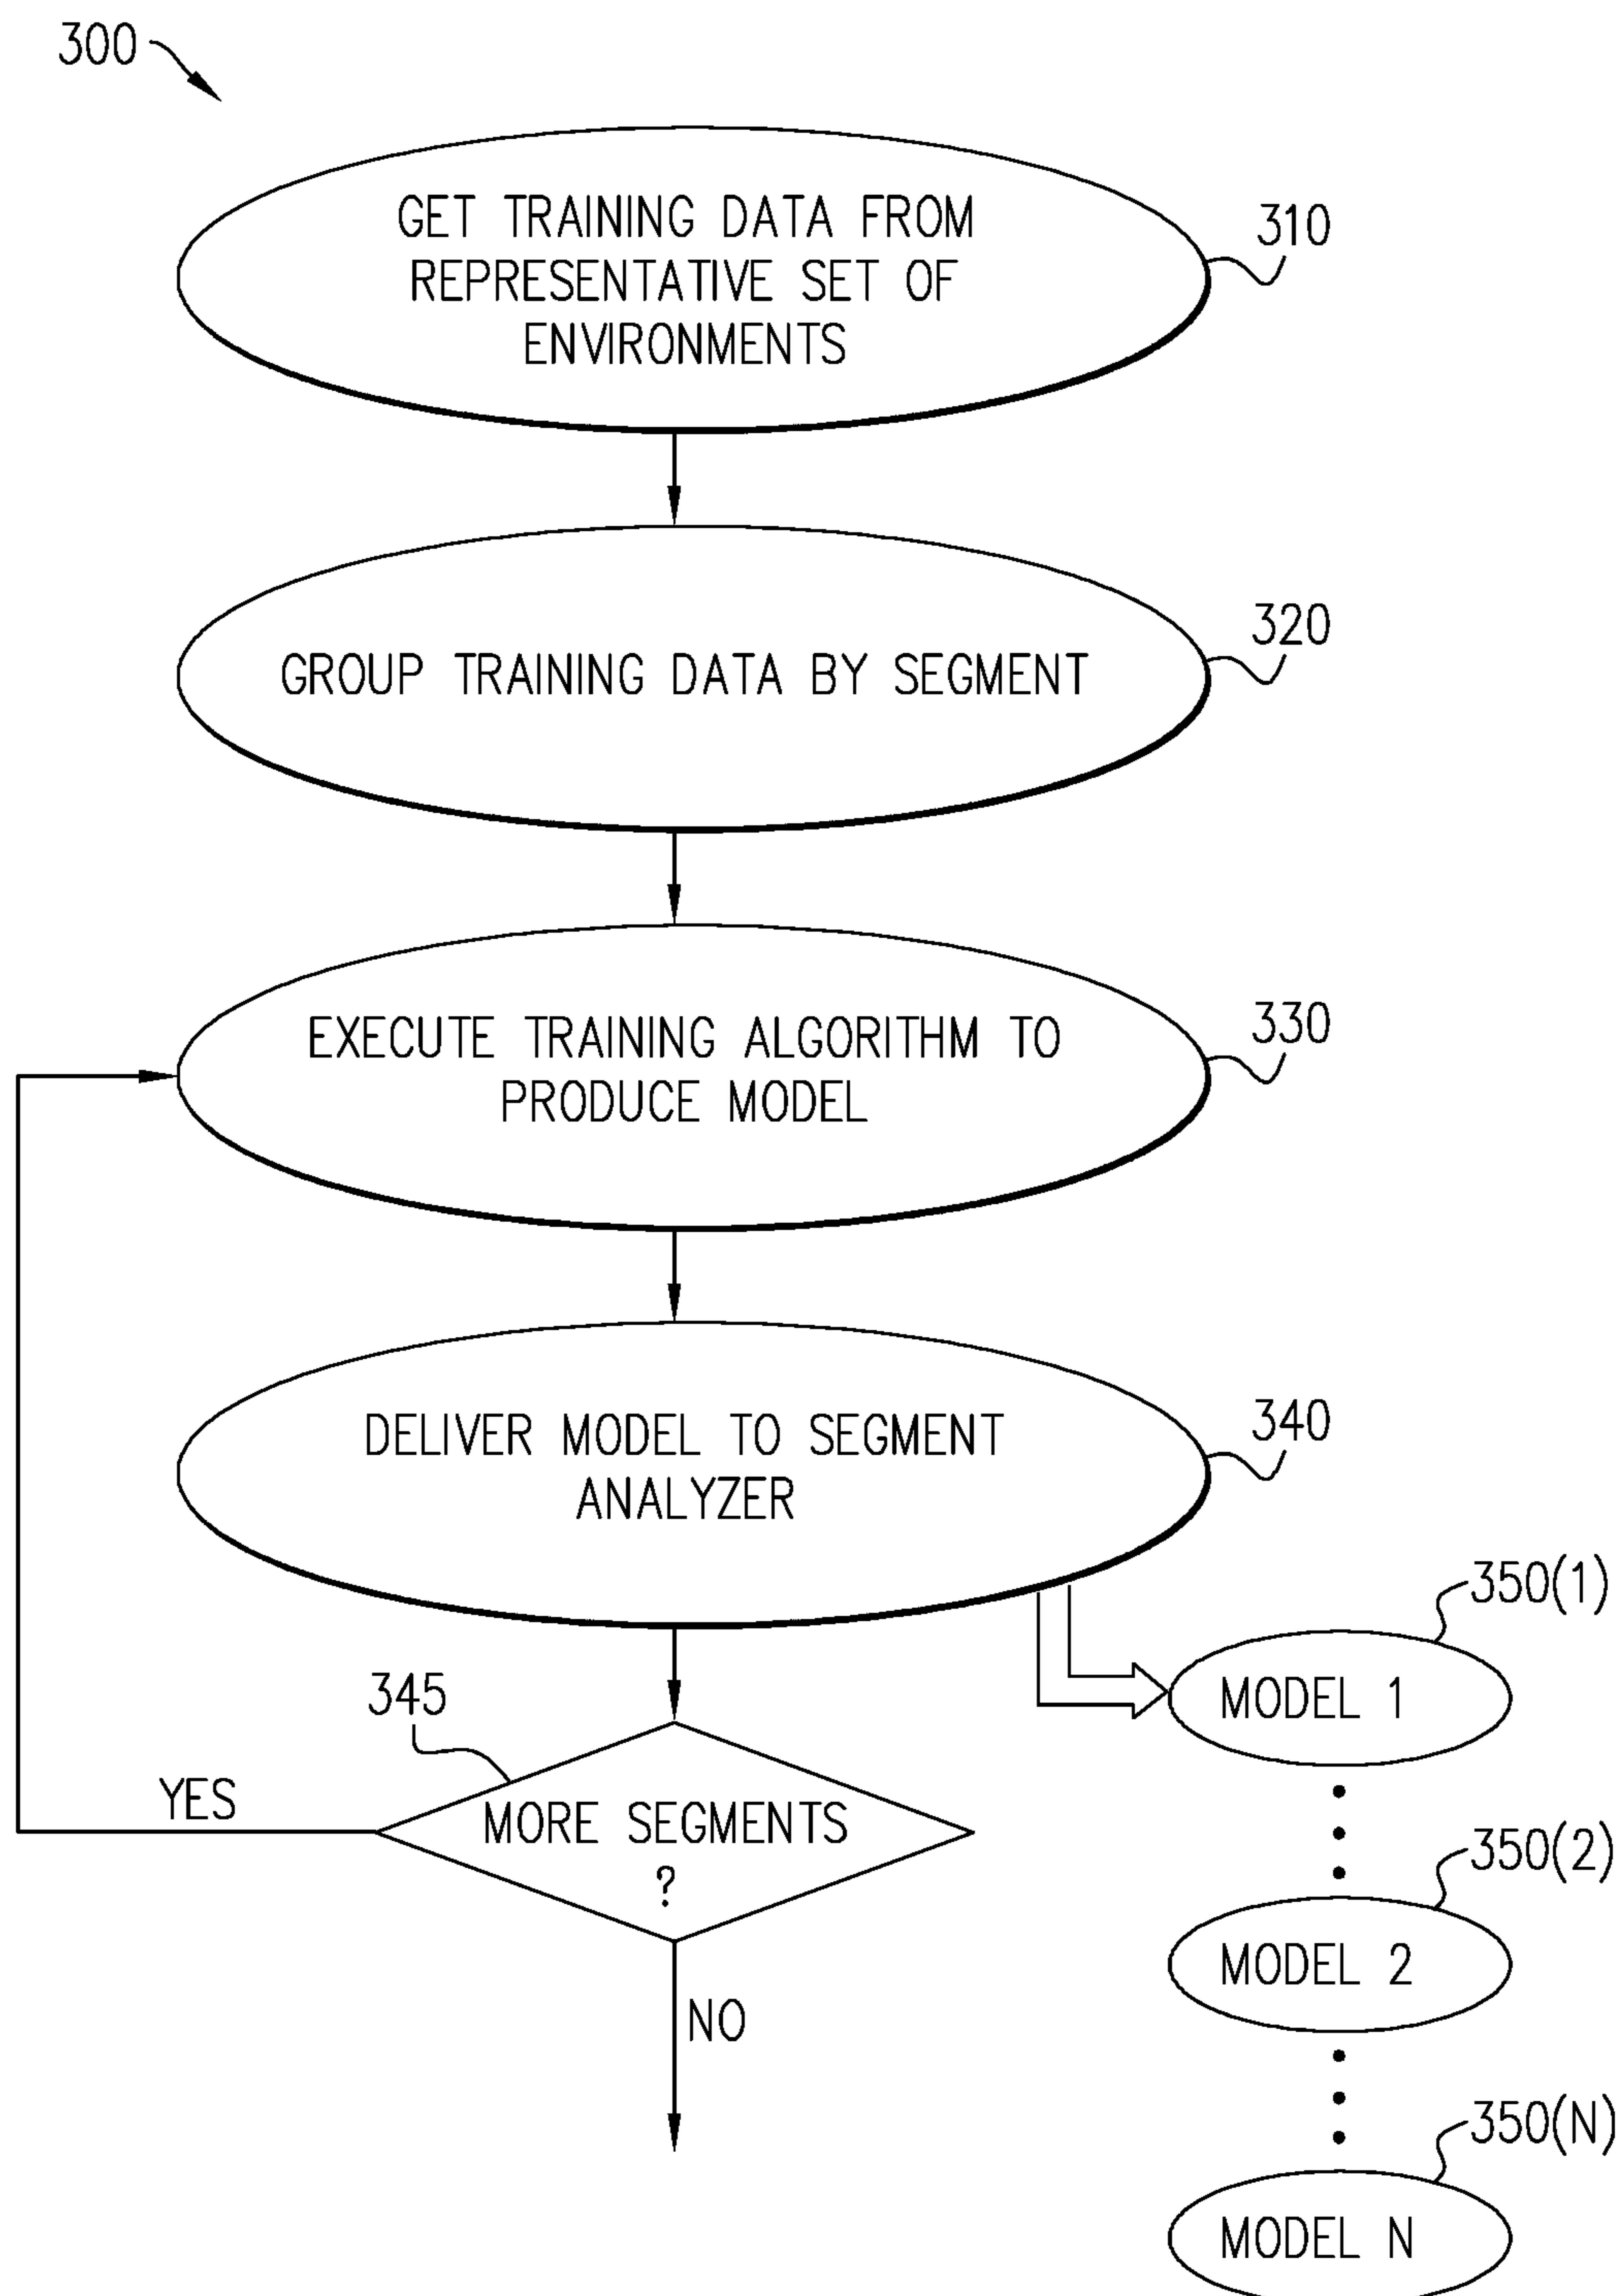 300
GET TRAINING DATA FROM
REPRESENTATIVE SET OF
ENVIRONMENTS
310
GROUP TRAINING DATA BY SEGMENT
320
EXECUTE TRAINING ALGORITHM TO
PRODUCE MODEL
330
DELIVER MODEL TO SEGMENT
ANALYZER
340
350(1)
MODEL 1
345
YES
MORE SEGMENTS
?
350(2)
MODEL 2
NO
350(N)
MODEL N